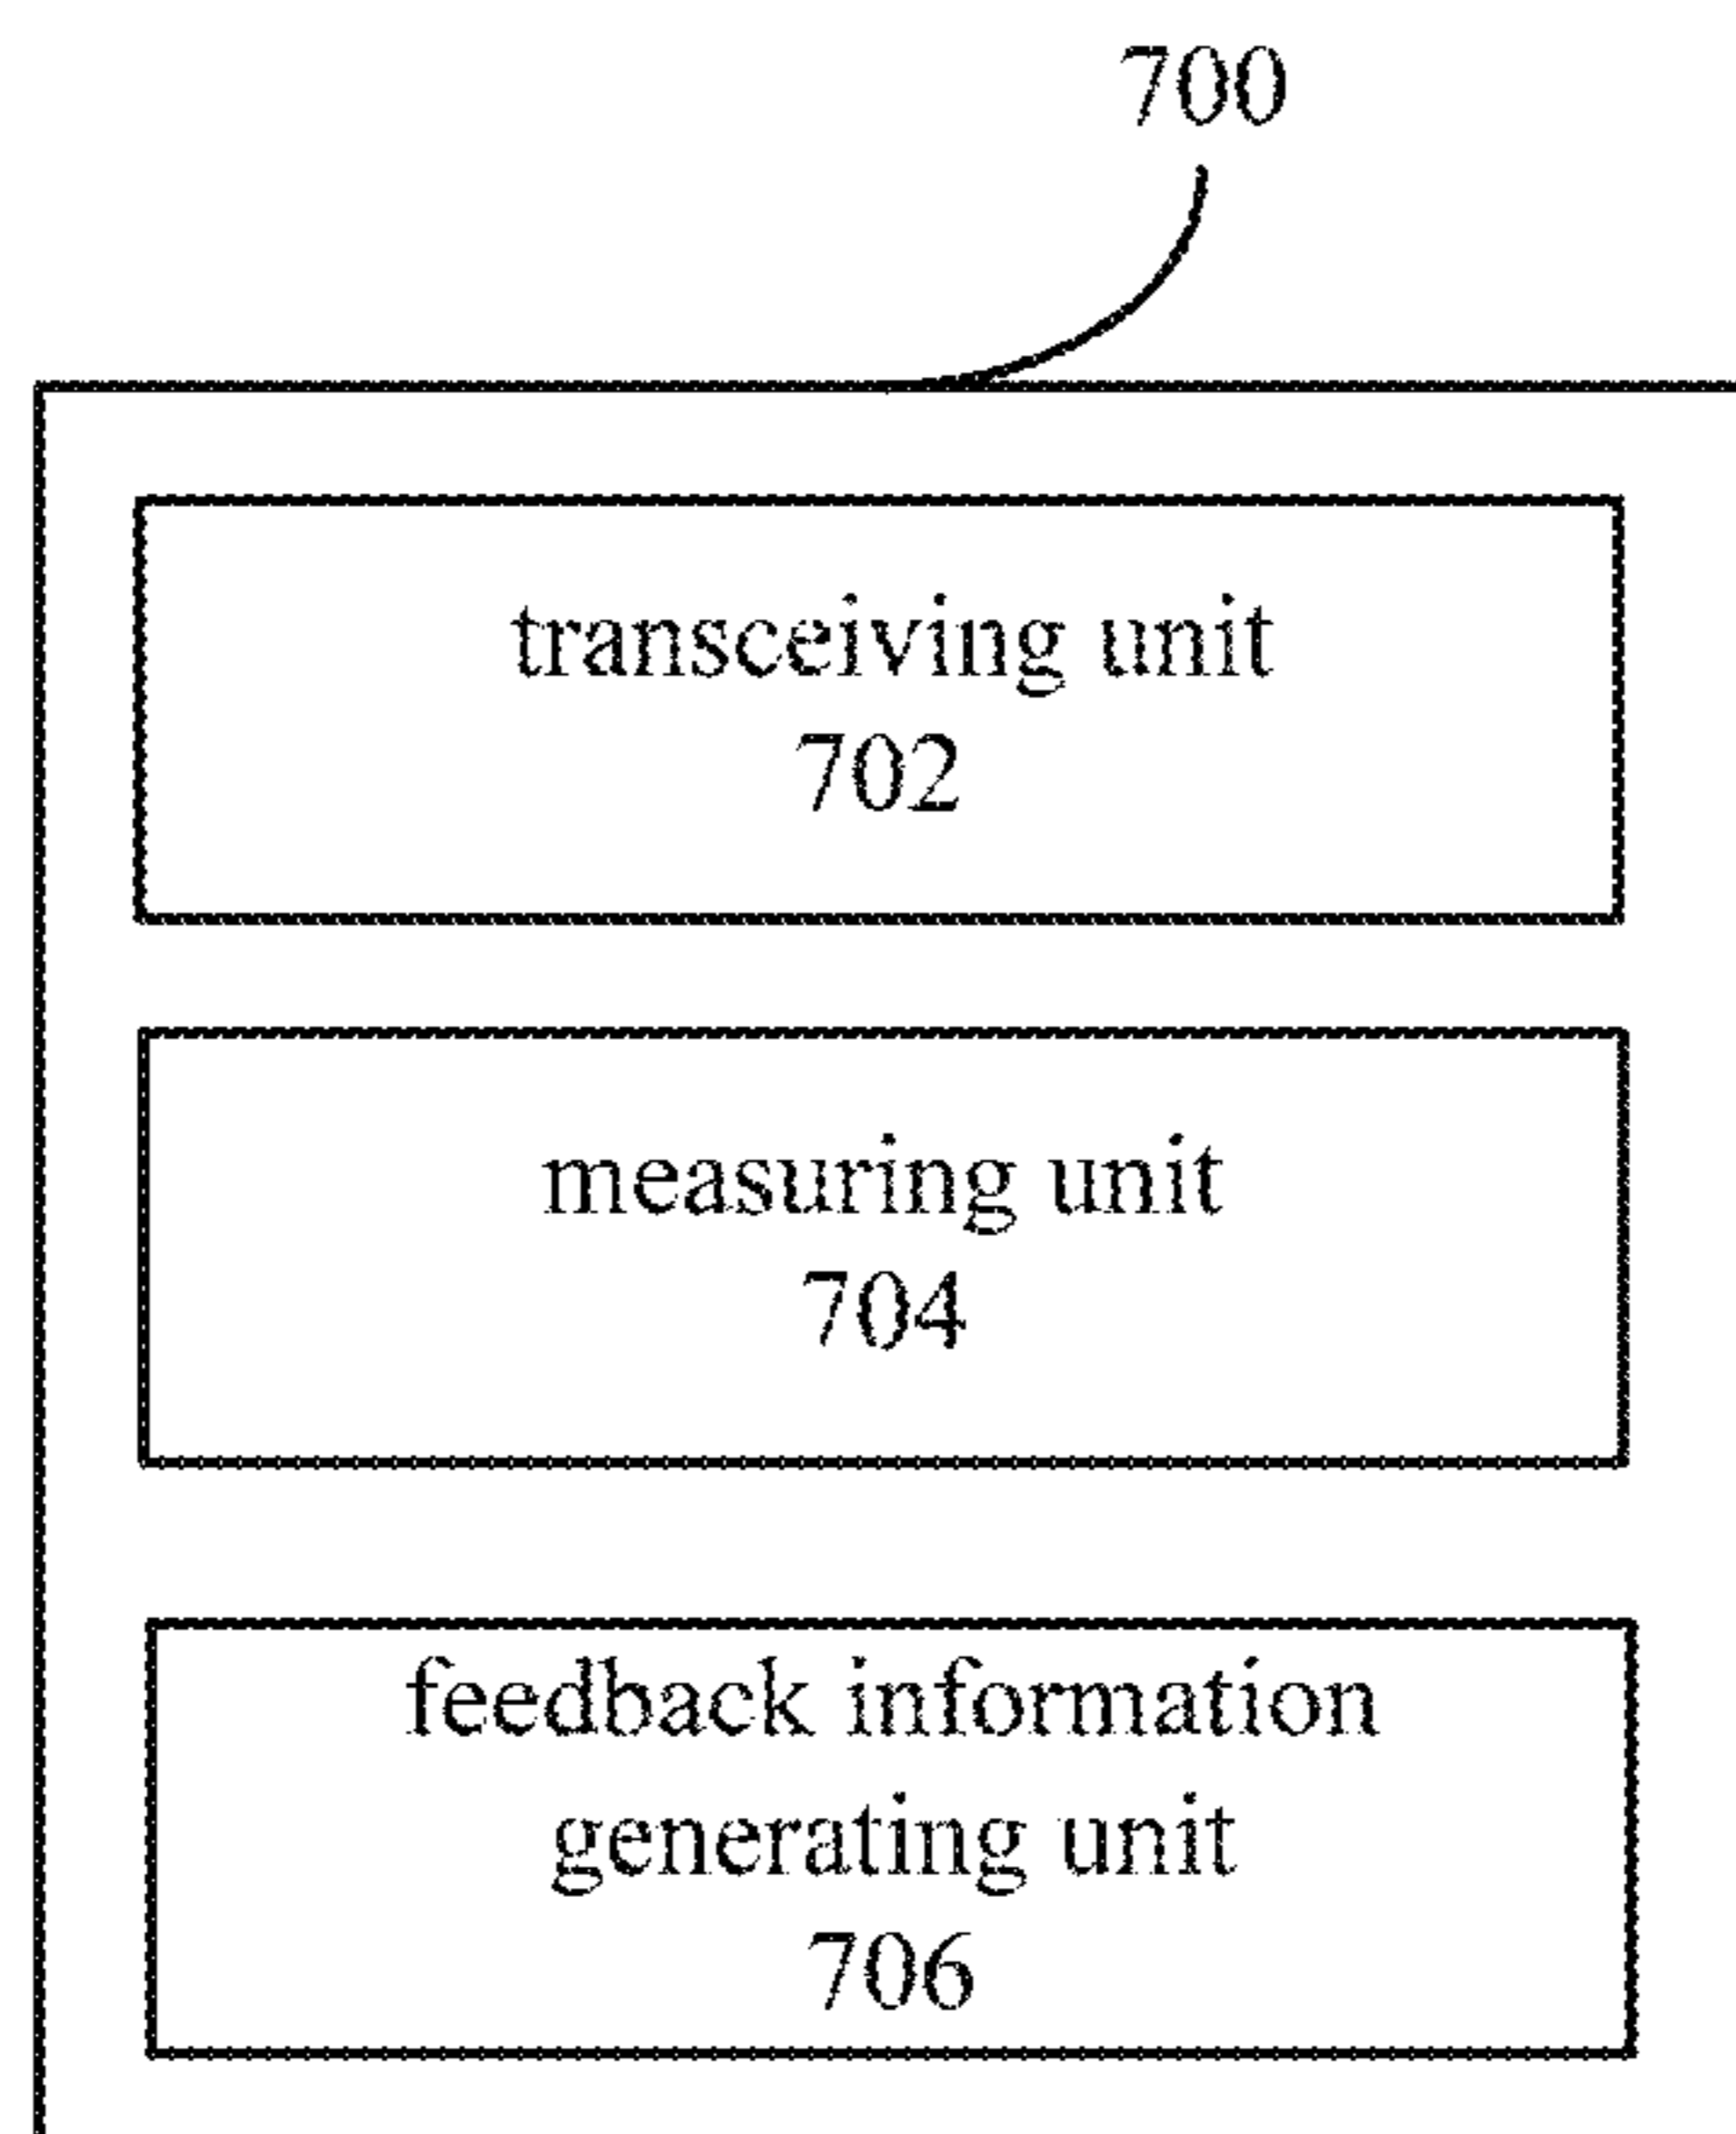 700
transceiving unit
702
measuring unit
704
feedback information
generating unit
706